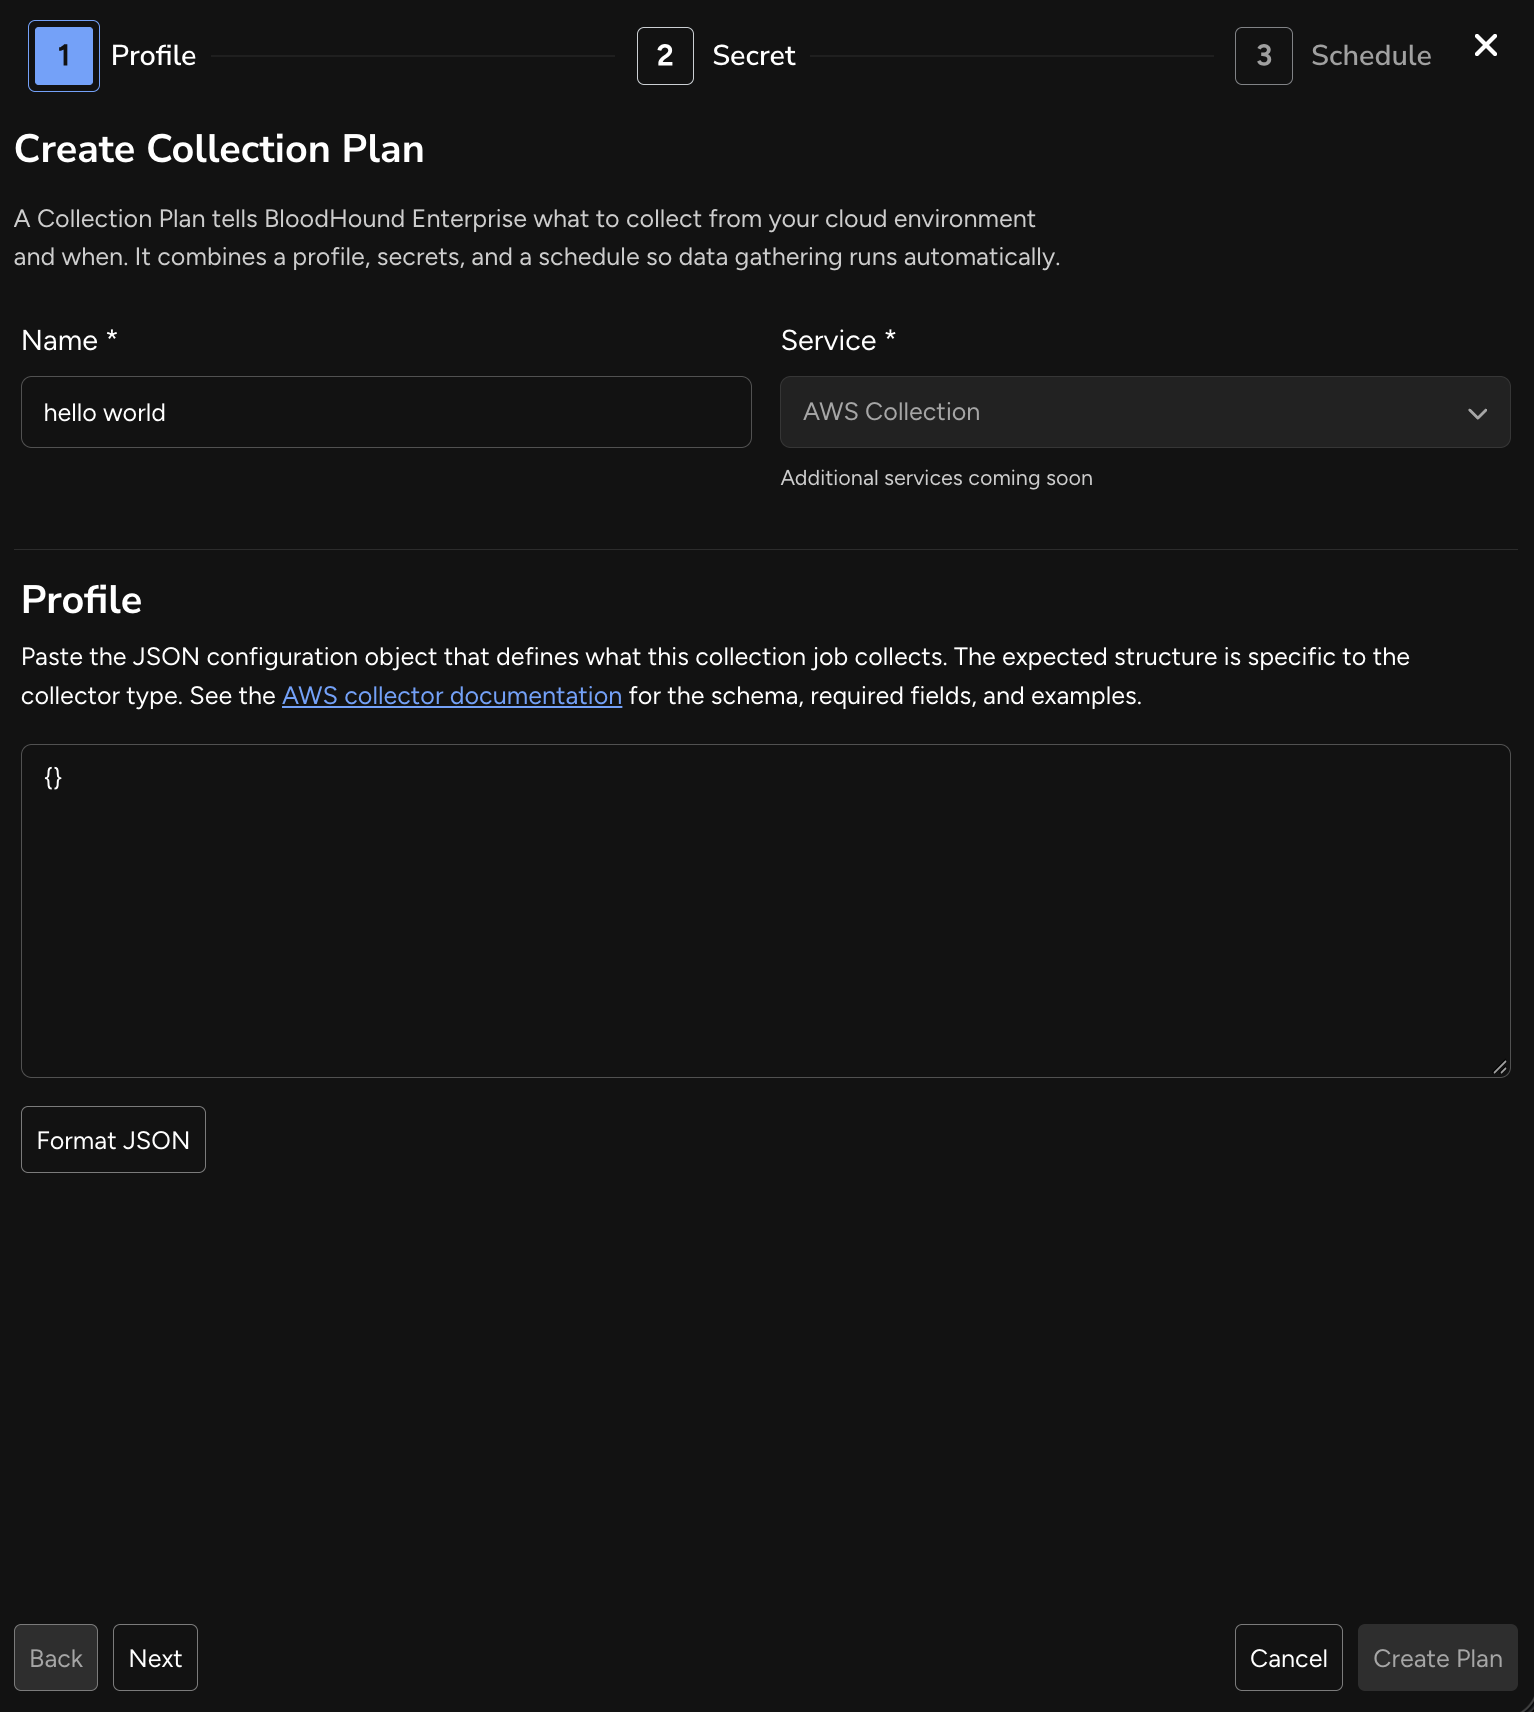 1 Profile 2 Secret 3 Schedule
Create Collection Plan
A Collection Plan tells BloodHound Enterprise what to collect from your cloud environment
and when. It combines a profile, secrets, and a schedule so data gathering runs automatically.
Name * Service *
hello world AWS Collection
Additional services coming soon
Profile
Paste the JSON configuration object that defines what this collection job collects. The expected structure is specific to the
collector type. See the AWS collector documentation for the schema, required fields, and examples.
{}
Format JSON
Back Next Cancel Create Plan